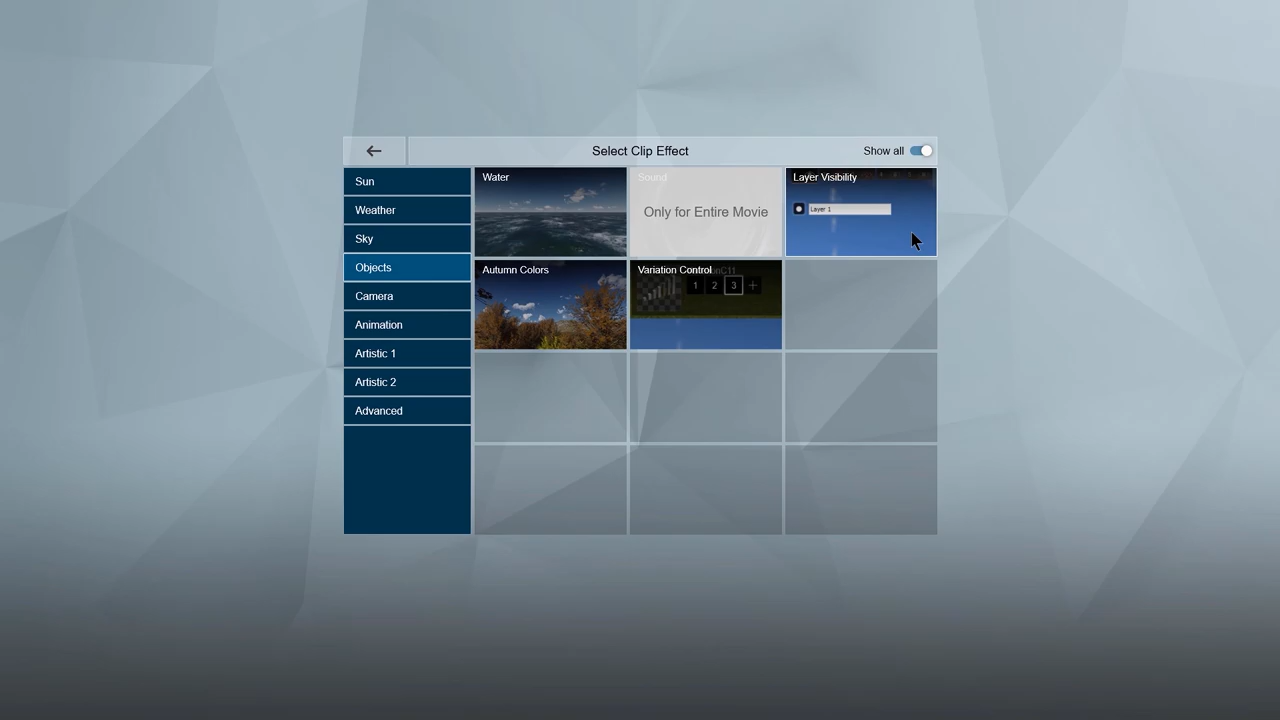 Select Clip Effect
Show all
Sun
Weather
Sky
Objects
Camera
Animation
Artistic 1
Artistic 2
Advanced
Water
Sound
Only for Entire Movie
Layer Visibility
Layer 1
Autumn Colors
Variation Control
1 2 3 +